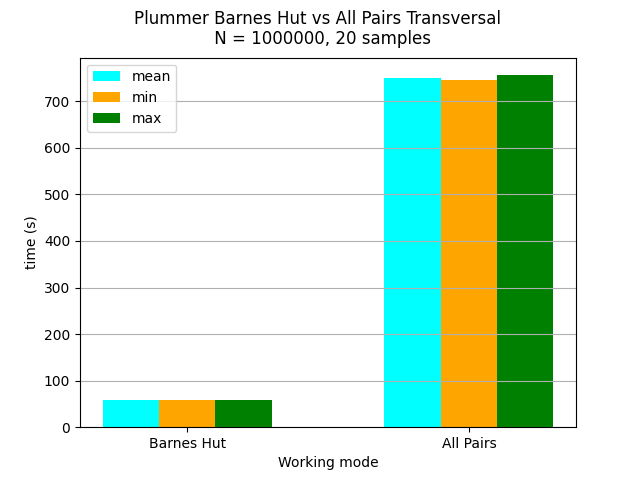 Plummer Barnes Hut vs All Pairs Transversal
N = 1000000, 20 samples
mean
min
max
700
600
500
400
300
200
100
0
time (s)
Barnes Hut
All Pairs
Working mode